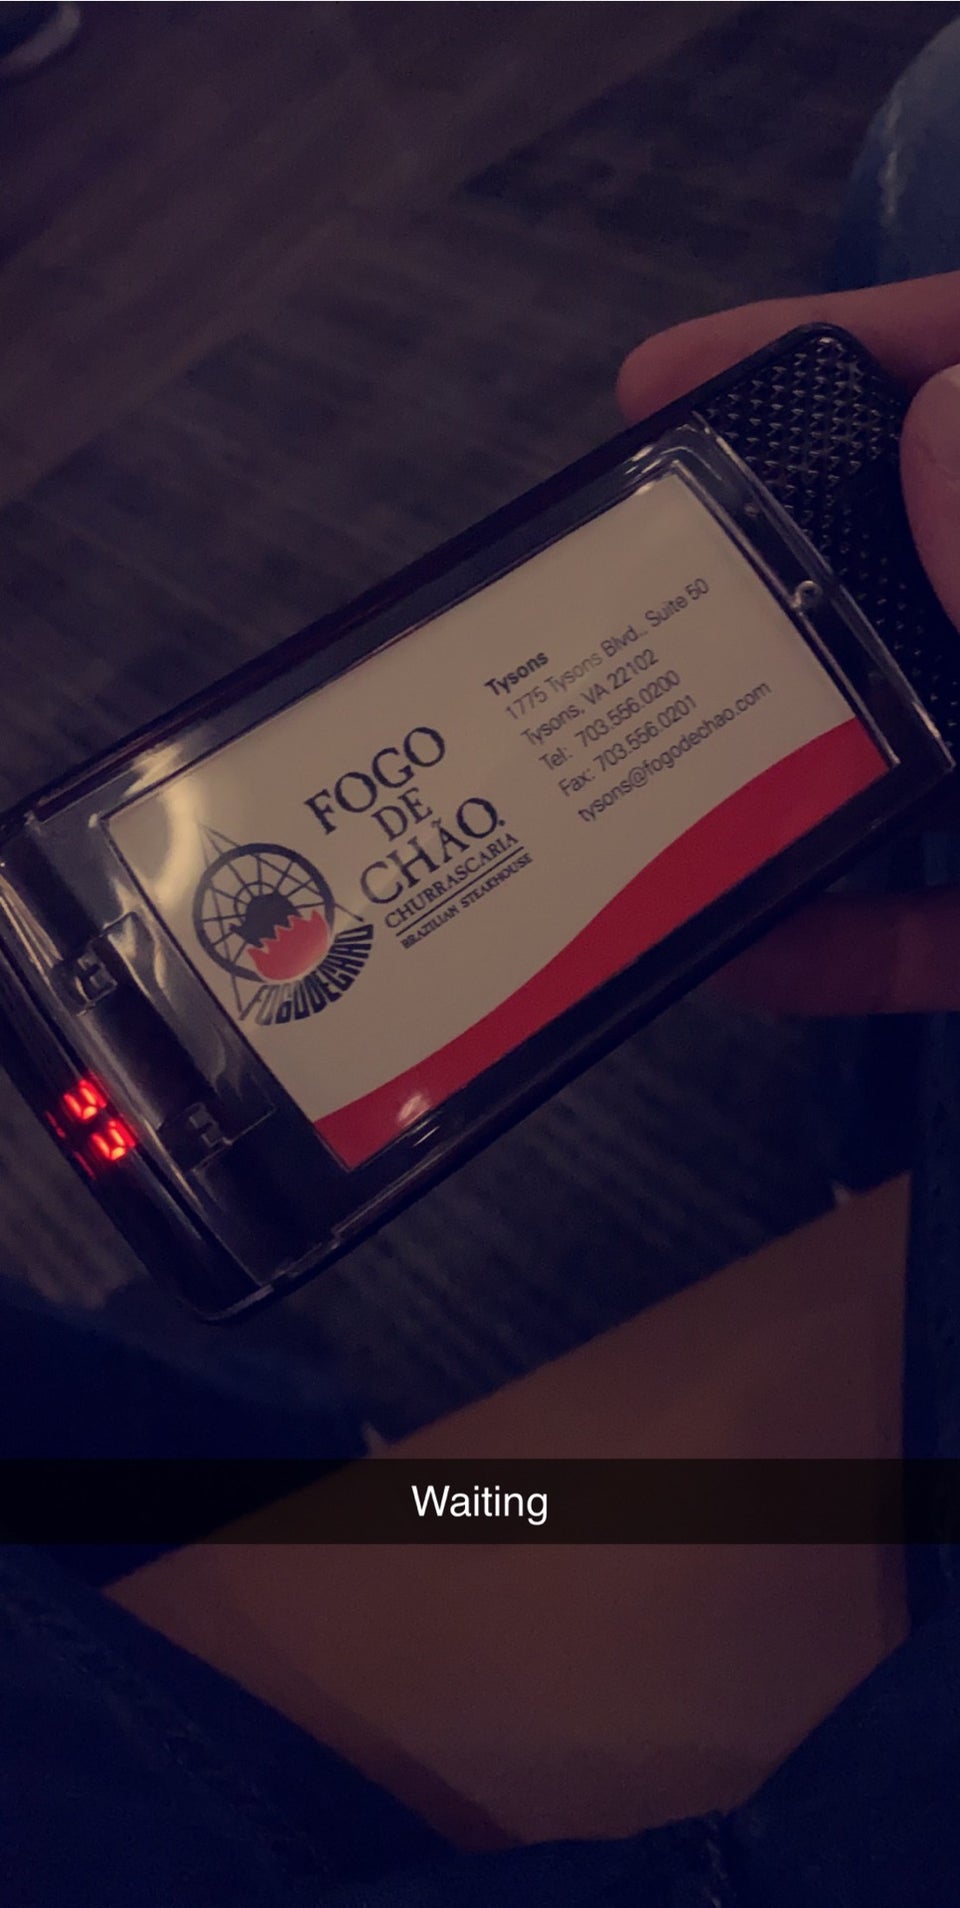 FOGO
DE
CHÃO
CHURRASCARIA
BRAZILIAN STEAKHOUSE
FOGODECHAO
Tysons
1775 Tysons Blvd., Suite 50
Tysons, VA 22102
Tel: 703.556.0200
Fax: 703.556.0201
tysons@fogodechao.com
Waiting